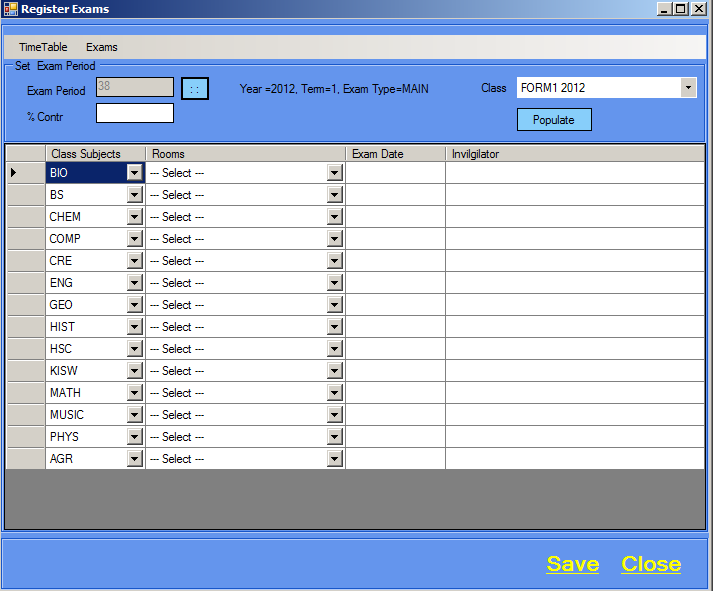 Register Exams
TimeTable Exams
Set Exam Period
Exam Period 38 : : Year =2012, Term=1, Exam Type=MAIN Class FORM1 2012
% Contr
Populate
Class Subjects Rooms Exam Date Invilgilator
BIO --- Select ---
BS --- Select ---
CHEM --- Select ---
COMP --- Select ---
CRE --- Select ---
ENG --- Select ---
GEO --- Select ---
HIST --- Select ---
HSC --- Select ---
KISW --- Select ---
MATH --- Select ---
MUSIC --- Select ---
PHYS --- Select ---
AGR --- Select ---
Save Close